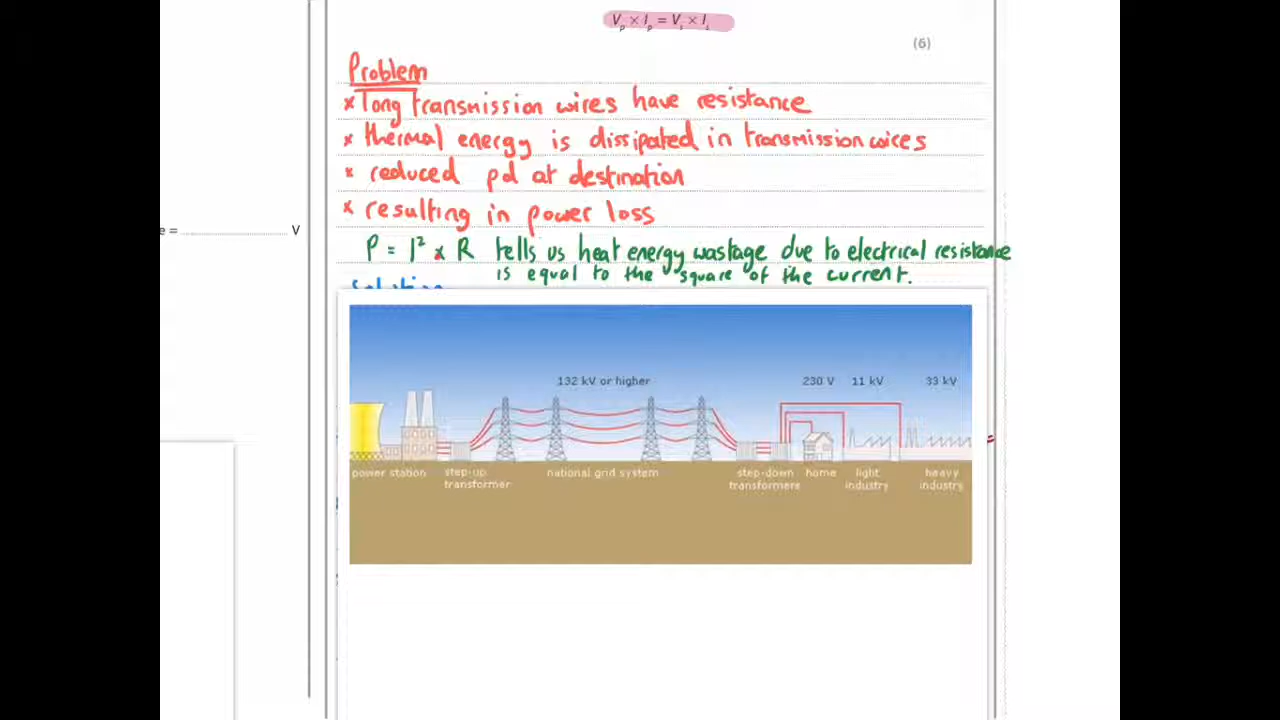 Vp × Ip = Vs × Is
(6)
Problem
× long transmission wires have resistance
× thermal energy is dissipated in transmission wires
× reduced pd at destination
× resulting in power loss
e = V
P = I² × R tells us heat energy wastage due to electrical resistance
is equal to the square of the current.
Solution
132 kV or higher
230 V 11 kV 33 kV
power station
step-up
transformer
national grid system
step-down
transformers
home
light
industry
heavy
industry